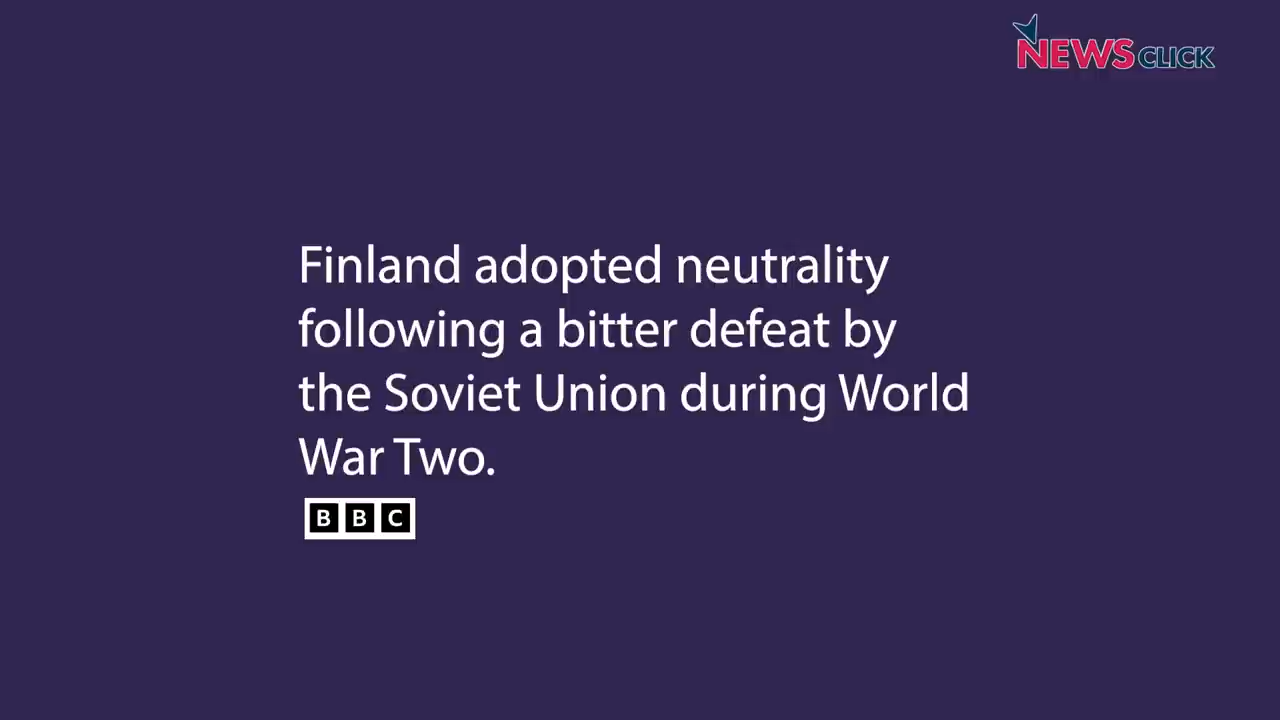 NEWSCLICK
Finland adopted neutrality
following a bitter defeat by
the Soviet Union during World
War Two.
BBC